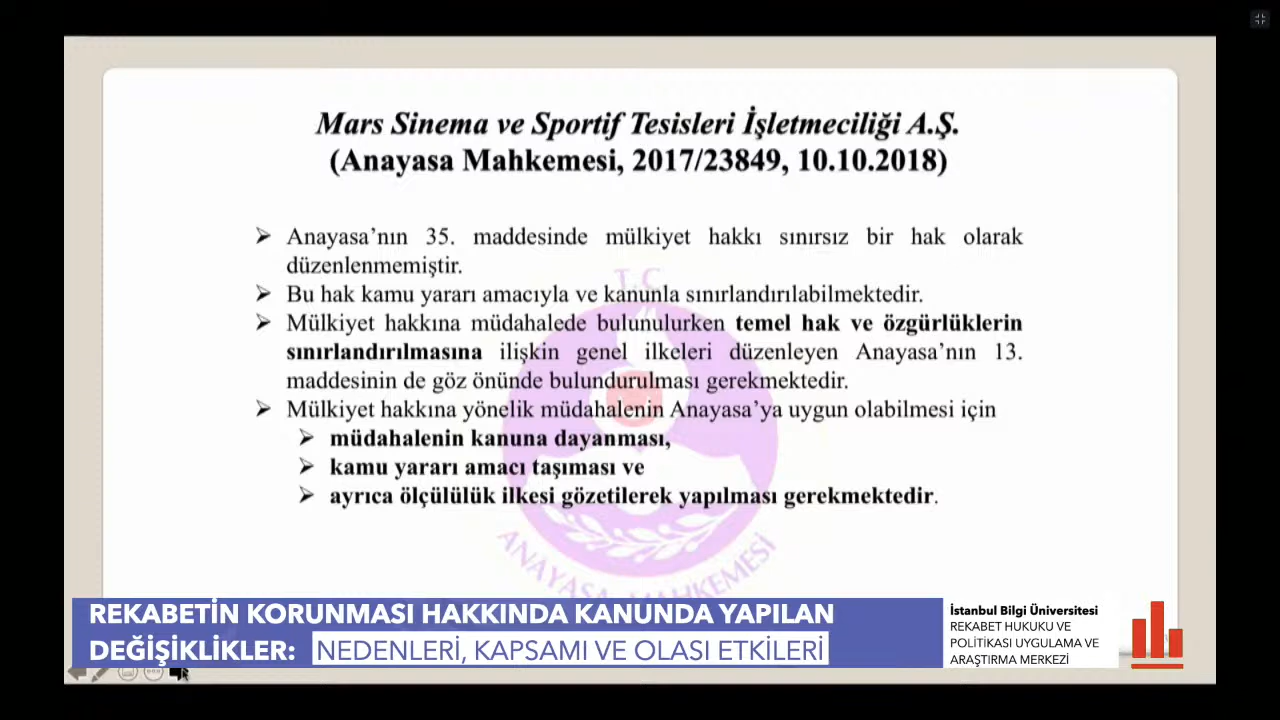 Mars Sinema ve Sportif Tesisleri İşletmeciliği A.Ş.
(Anayasa Mahkemesi, 2017/23849, 10.10.2018)
➢ Anayasa’nın 35. maddesinde mülkiyet hakkı sınırsız bir hak olarak
düzenlenmemiştir.
➢ Bu hak kamu yararı amacıyla ve kanunla sınırlandırılabilmektedir.
➢ Mülkiyet hakkına müdahalede bulunulurken temel hak ve özgürlüklerin
sınırlandırılmasına ilişkin genel ilkeleri düzenleyen Anayasa’nın 13.
maddesinin de göz önünde bulundurulması gerekmektedir.
➢ Mülkiyet hakkına yönelik müdahalenin Anayasa’ya uygun olabilmesi için
➢ müdahalenin kanuna dayanması,
➢ kamu yararı amacı taşıması ve
➢ ayrıca ölçülülük ilkesi gözetilerek yapılması gerekmektedir.
T.C
ANAYASA MAHKEMESİ
REKABETİN KORUNMASI HAKKINDA KANUNDA YAPILAN
DEĞİŞİKLİKLER: NEDENLERİ, KAPSAMI VE OLASI ETKİLERİ
İstanbul Bilgi Üniversitesi
REKABET HUKUKU VE
POLİTİKASI UYGULAMA VE
ARAŞTIRMA MERKEZİ